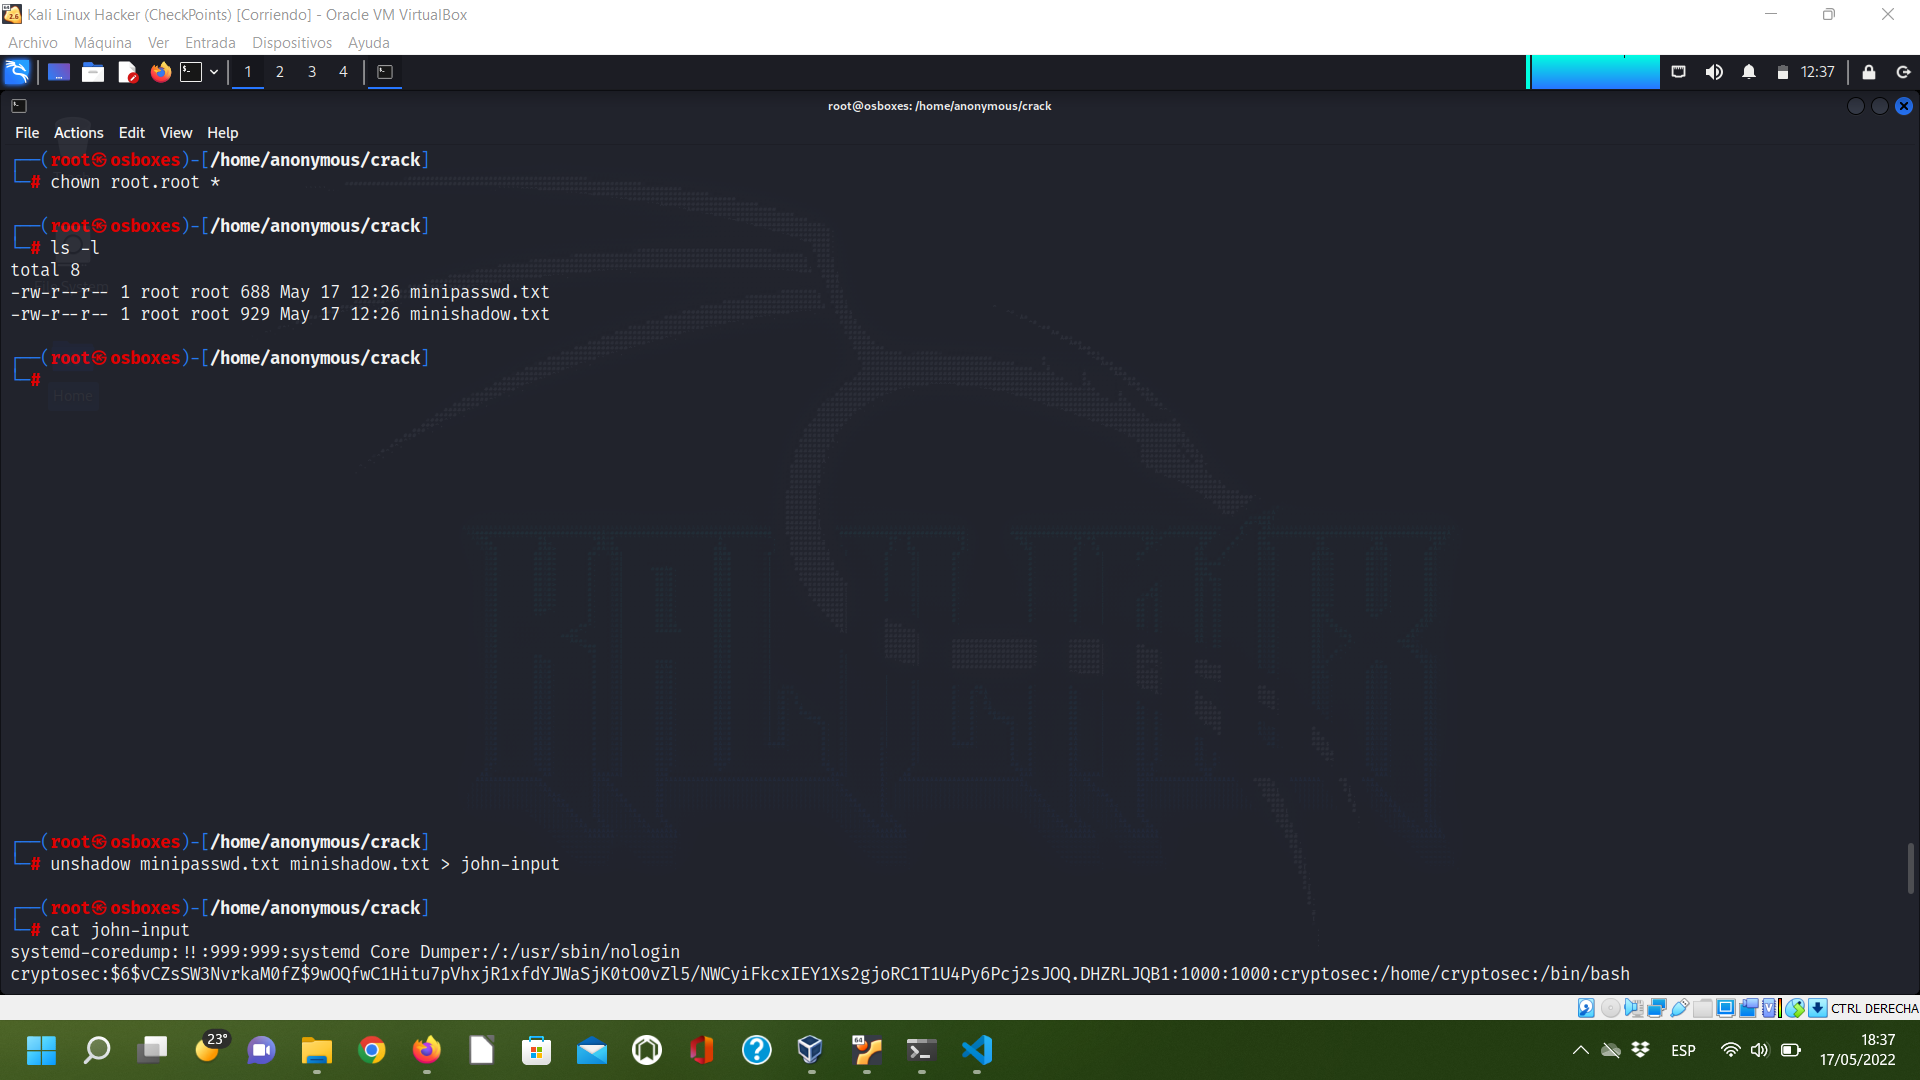 Kali Linux Hacker (CheckPoints) [Corriendo] - Oracle VM VirtualBox
Archivo Máquina Ver Entrada Dispositivos Ayuda
1 2 3 4 12:37
root@osboxes: /home/anonymous/crack
File Actions Edit View Help
┌──(root㉿osboxes)-[/home/anonymous/crack]
└─# chown root.root *
┌──(root㉿osboxes)-[/home/anonymous/crack]
└─# ls -l
total 8
-rw-r--r-- 1 root root 688 May 17 12:26 minipasswd.txt
-rw-r--r-- 1 root root 929 May 17 12:26 minishadow.txt
┌──(root㉿osboxes)-[/home/anonymous/crack]
└─#
Home
KALI LINUX
┌──(root㉿osboxes)-[/home/anonymous/crack]
└─# unshadow minipasswd.txt minishadow.txt > john-input
┌──(root㉿osboxes)-[/home/anonymous/crack]
└─# cat john-input
systemd-coredump:!!:999:999:systemd Core Dumper:/:/usr/sbin/nologin
cryptosec:$6$vCZsSW3NvrkaM0fZ$9wOQfwC1Hitu7pVhxjR1xfdYJWaSjK0tO0vZl5/NWCyiFkcxIEY1Xs2gjoRC1T1U4Py6Pcj2sJOQ.DHZRLJQB1:1000:1000:cryptosec:/home/cryptosec:/bin/bash
CTRL DERECHA
23°
ESP
18:37
17/05/2022